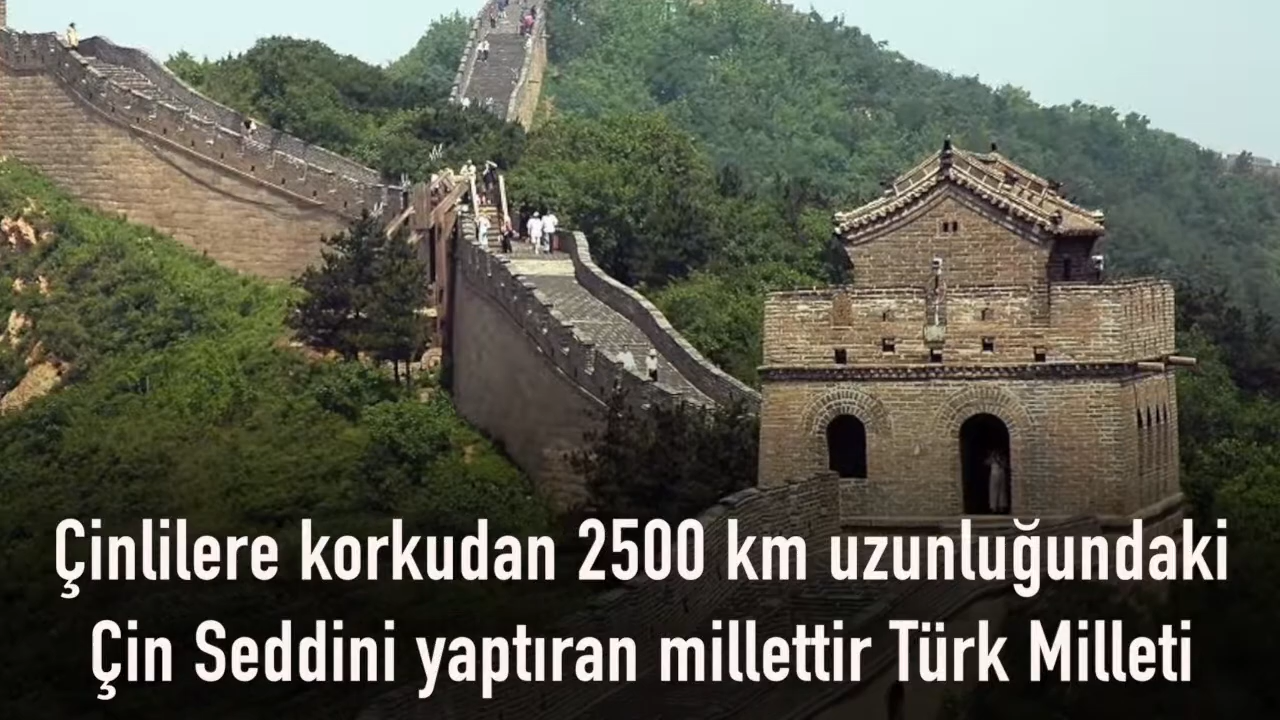 Çinlilere korkudan 2500 km uzunluğundaki
Çin Seddini yaptıran millettir Türk Milleti